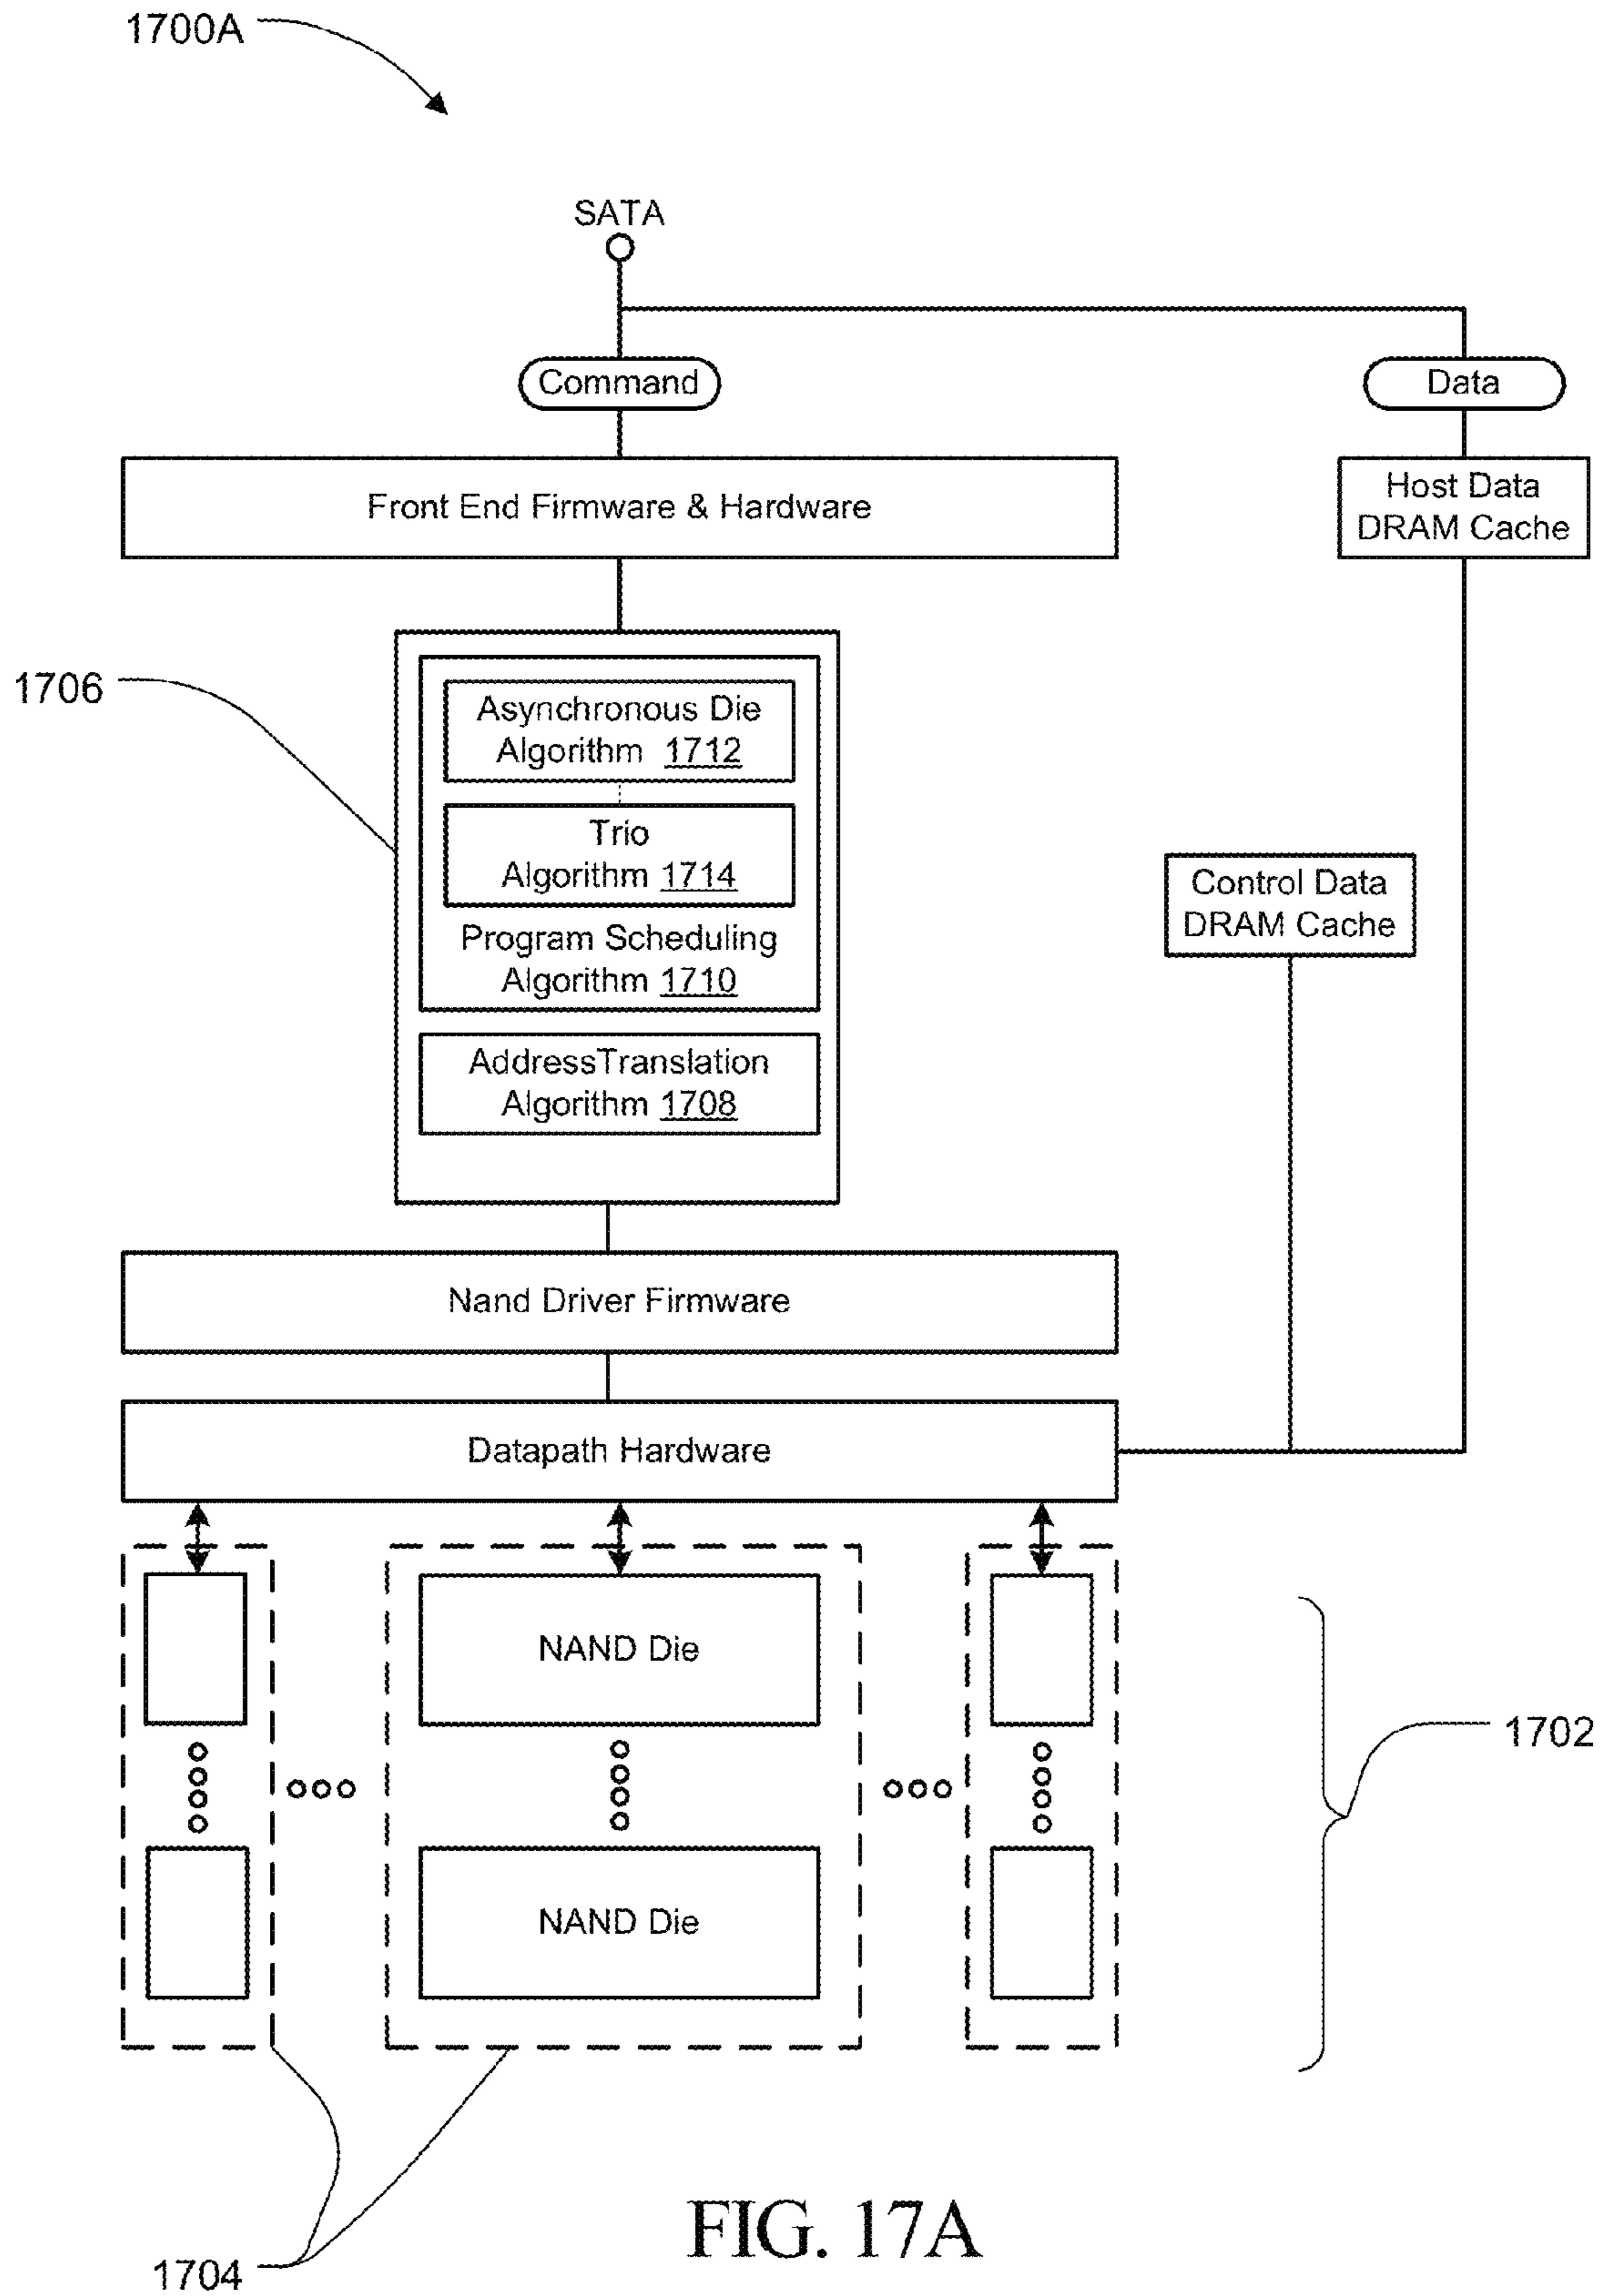 1700A
SATA
Command
Data
Front End Firmware & Hardware
Host Data
DRAM Cache
1706
Asynchronous Die
Algorithm 1712
Trio
Algorithm 1714
Program Scheduling
Algorithm 1710
Control Data
DRAM Cache
AddressTranslation
Algorithm 1708
Nand Driver Firmware
Datapath Hardware
NAND Die
1702
NAND Die
1704
FIG. 17A